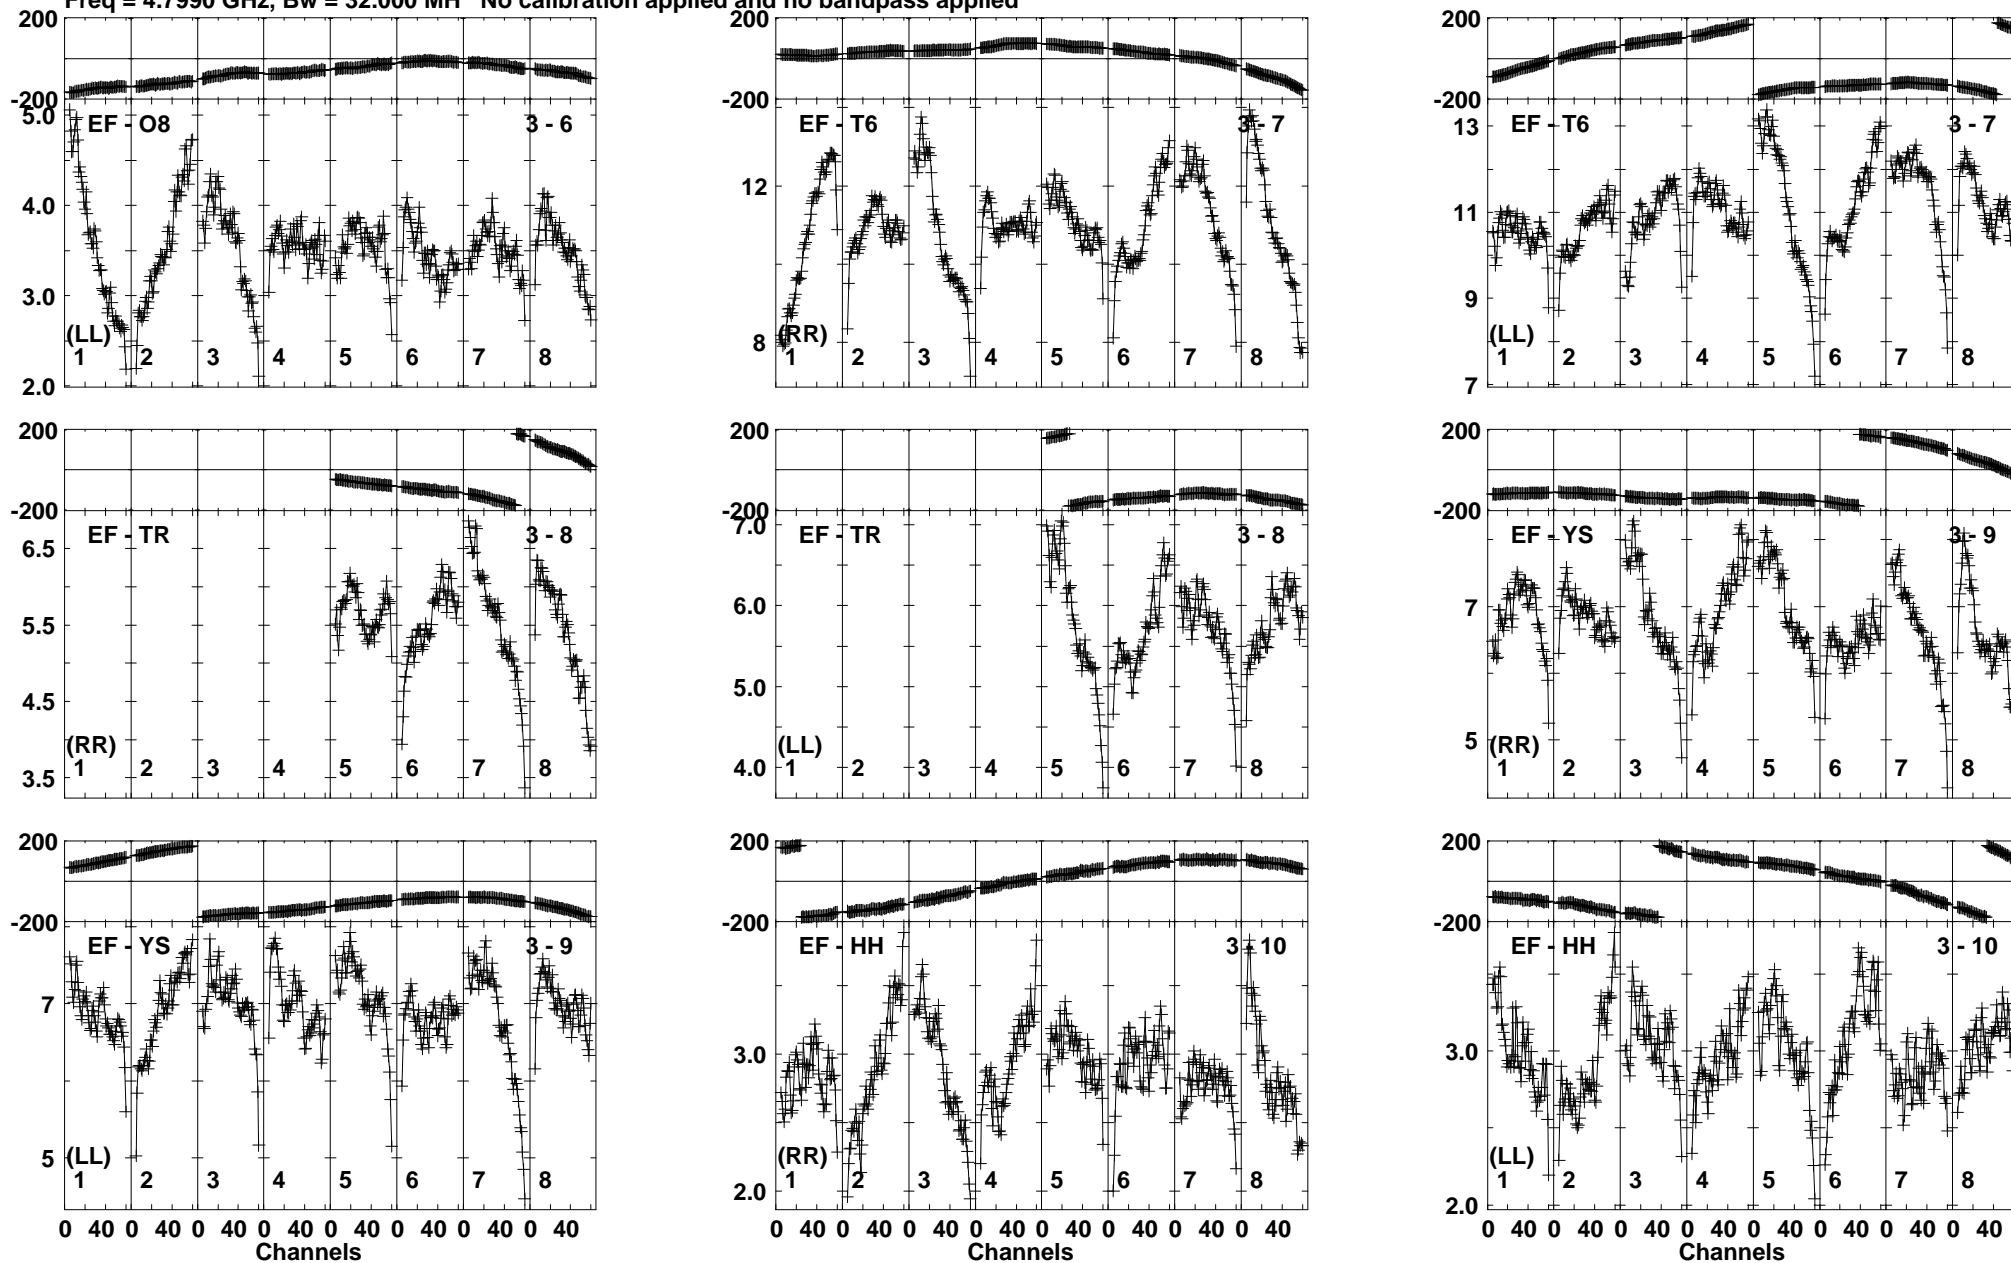 Freq = 4.7990 GHz, Bw = 32.000 MH No calibration applied and no bandpass applied
200 200 200
-200 -200 -200
5.0 EF - O8 3 - 6 EF - T6 3 - 7 13 EF - T6 3 - 7
4.0 12 11
3.0 8 9
(LL) (RR) (LL)
1 2 3 4 5 6 7 8 1 2 3 4 5 6 7 8 1 2 3 4 5 6 7 8
2.0 7
200 200 200
-200 -200 -200
6.5 EF - TR 3 - 8 7.0 EF - TR 3 - 8 EF - YS 3 - 9
5.5 6.0 7
4.5 5.0 5
(RR) (LL) (RR)
1 2 3 4 5 6 7 8 4.0 1 2 3 4 5 6 7 8 1 2 3 4 5 6 7 8
3.5
200 200 200
-200 -200 -200
EF - YS 3 - 9 EF - HH 3 - 10 EF - HH 3 - 10
7 3.0 3.0
5 (LL) (RR) (LL)
1 2 3 4 5 6 7 8 2.0 1 2 3 4 5 6 7 8 2.0 1 2 3 4 5 6 7 8
0 40 0 40 0 40 0 40 0 40 0 40 0 40 0 40 0 40 0 40 0 40 0 40 0 40 0 40 0 40 0 40 0 40 0 40 0 40 0 40 0 40 0 40 0 40 0 40
Channels Channels Channels